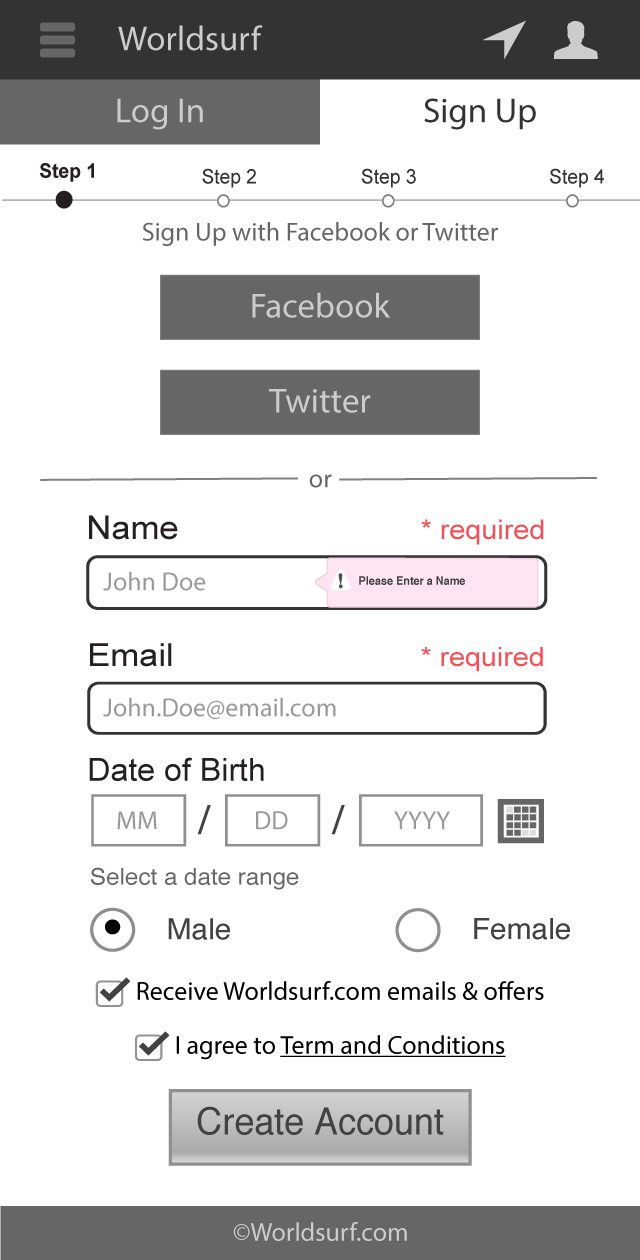 Worldsurf
Log In
Sign Up
Step 1
Step 2
Step 3
Step 4
Sign Up with Facebook or Twitter
Facebook
Twitter
or
Name
* required
John Doe
! Please Enter a Name
Email
* required
John.Doe@email.com
Date of Birth
MM / DD / YYYY
Select a date range
Male
Female
Receive Worldsurf.com emails & offers
I agree to Term and Conditions
Create Account
©Worldsurf.com